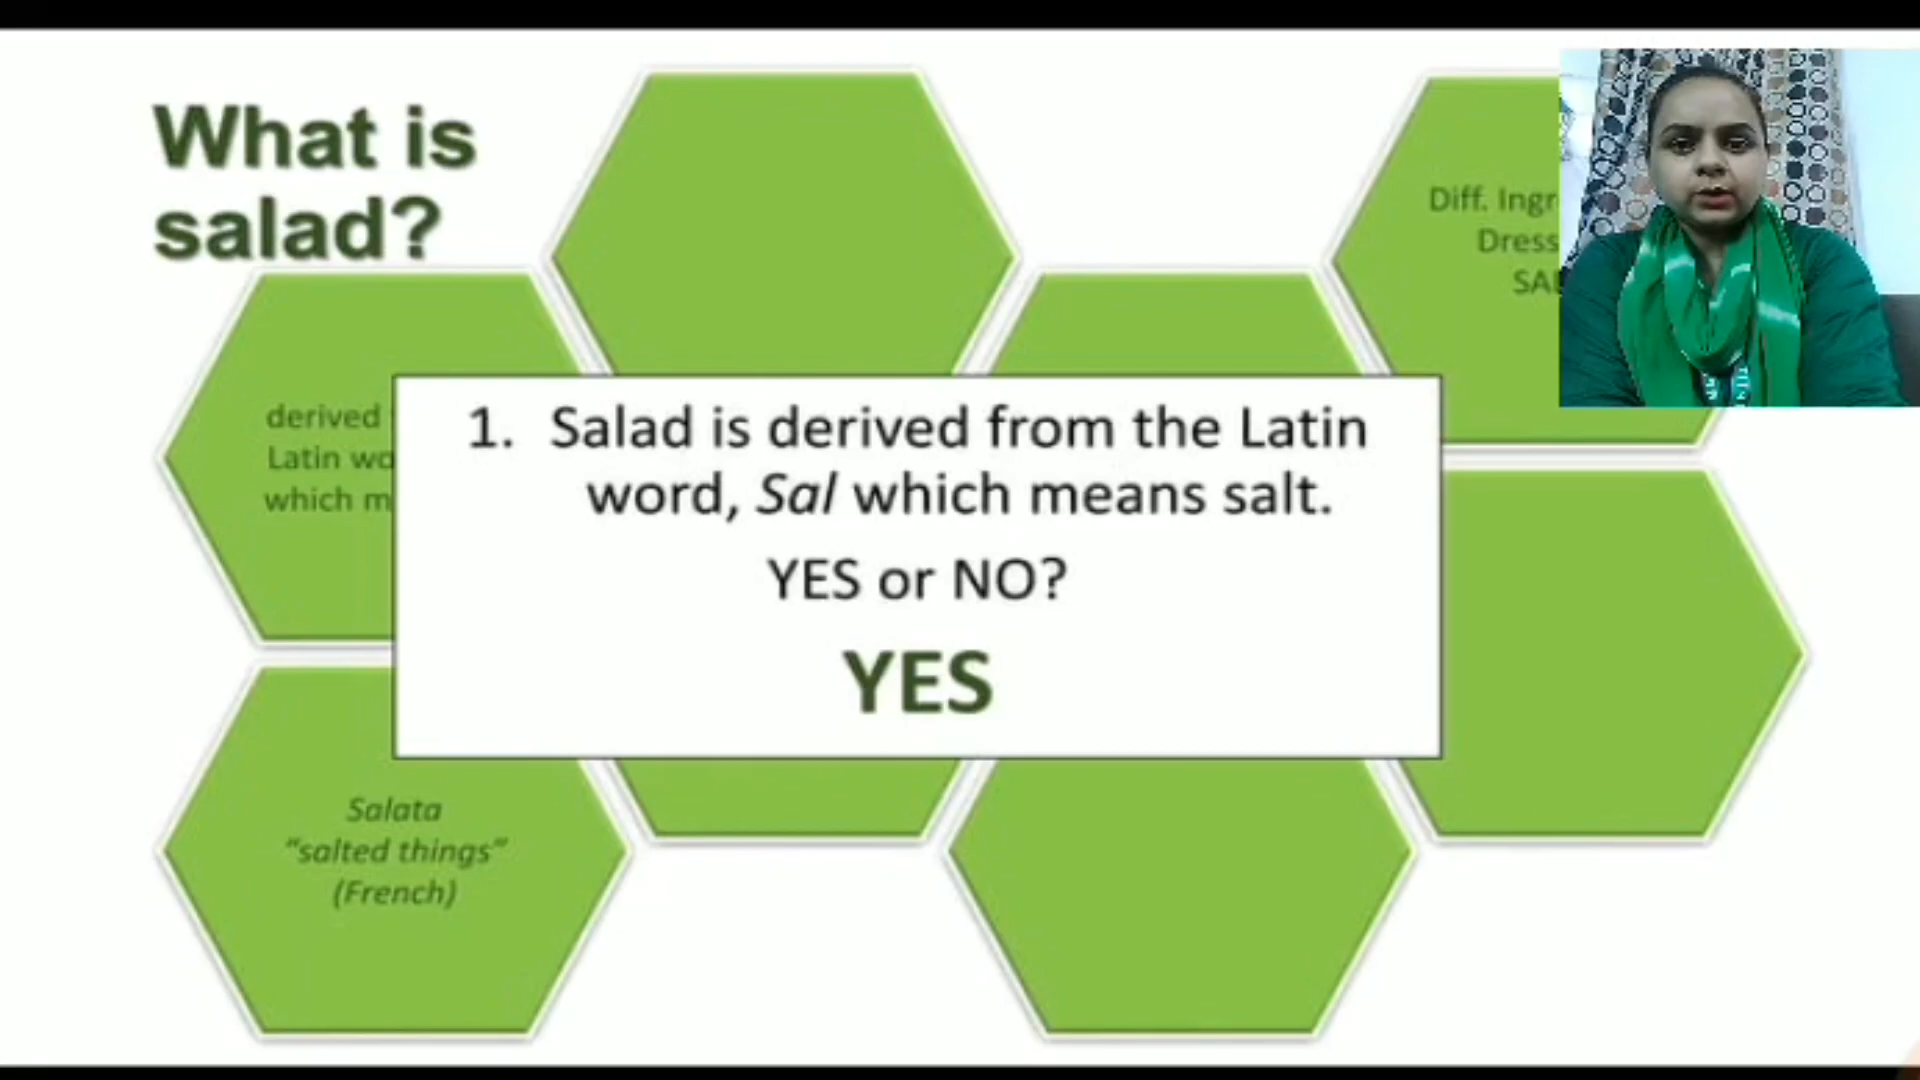 What is
salad?
Diff. Ingr
Dress
derived
Latin wo
which m
1. Salad is derived from the Latin
word, Sal which means salt.
YES or NO?
YES
Salata
“salted things”
(French)